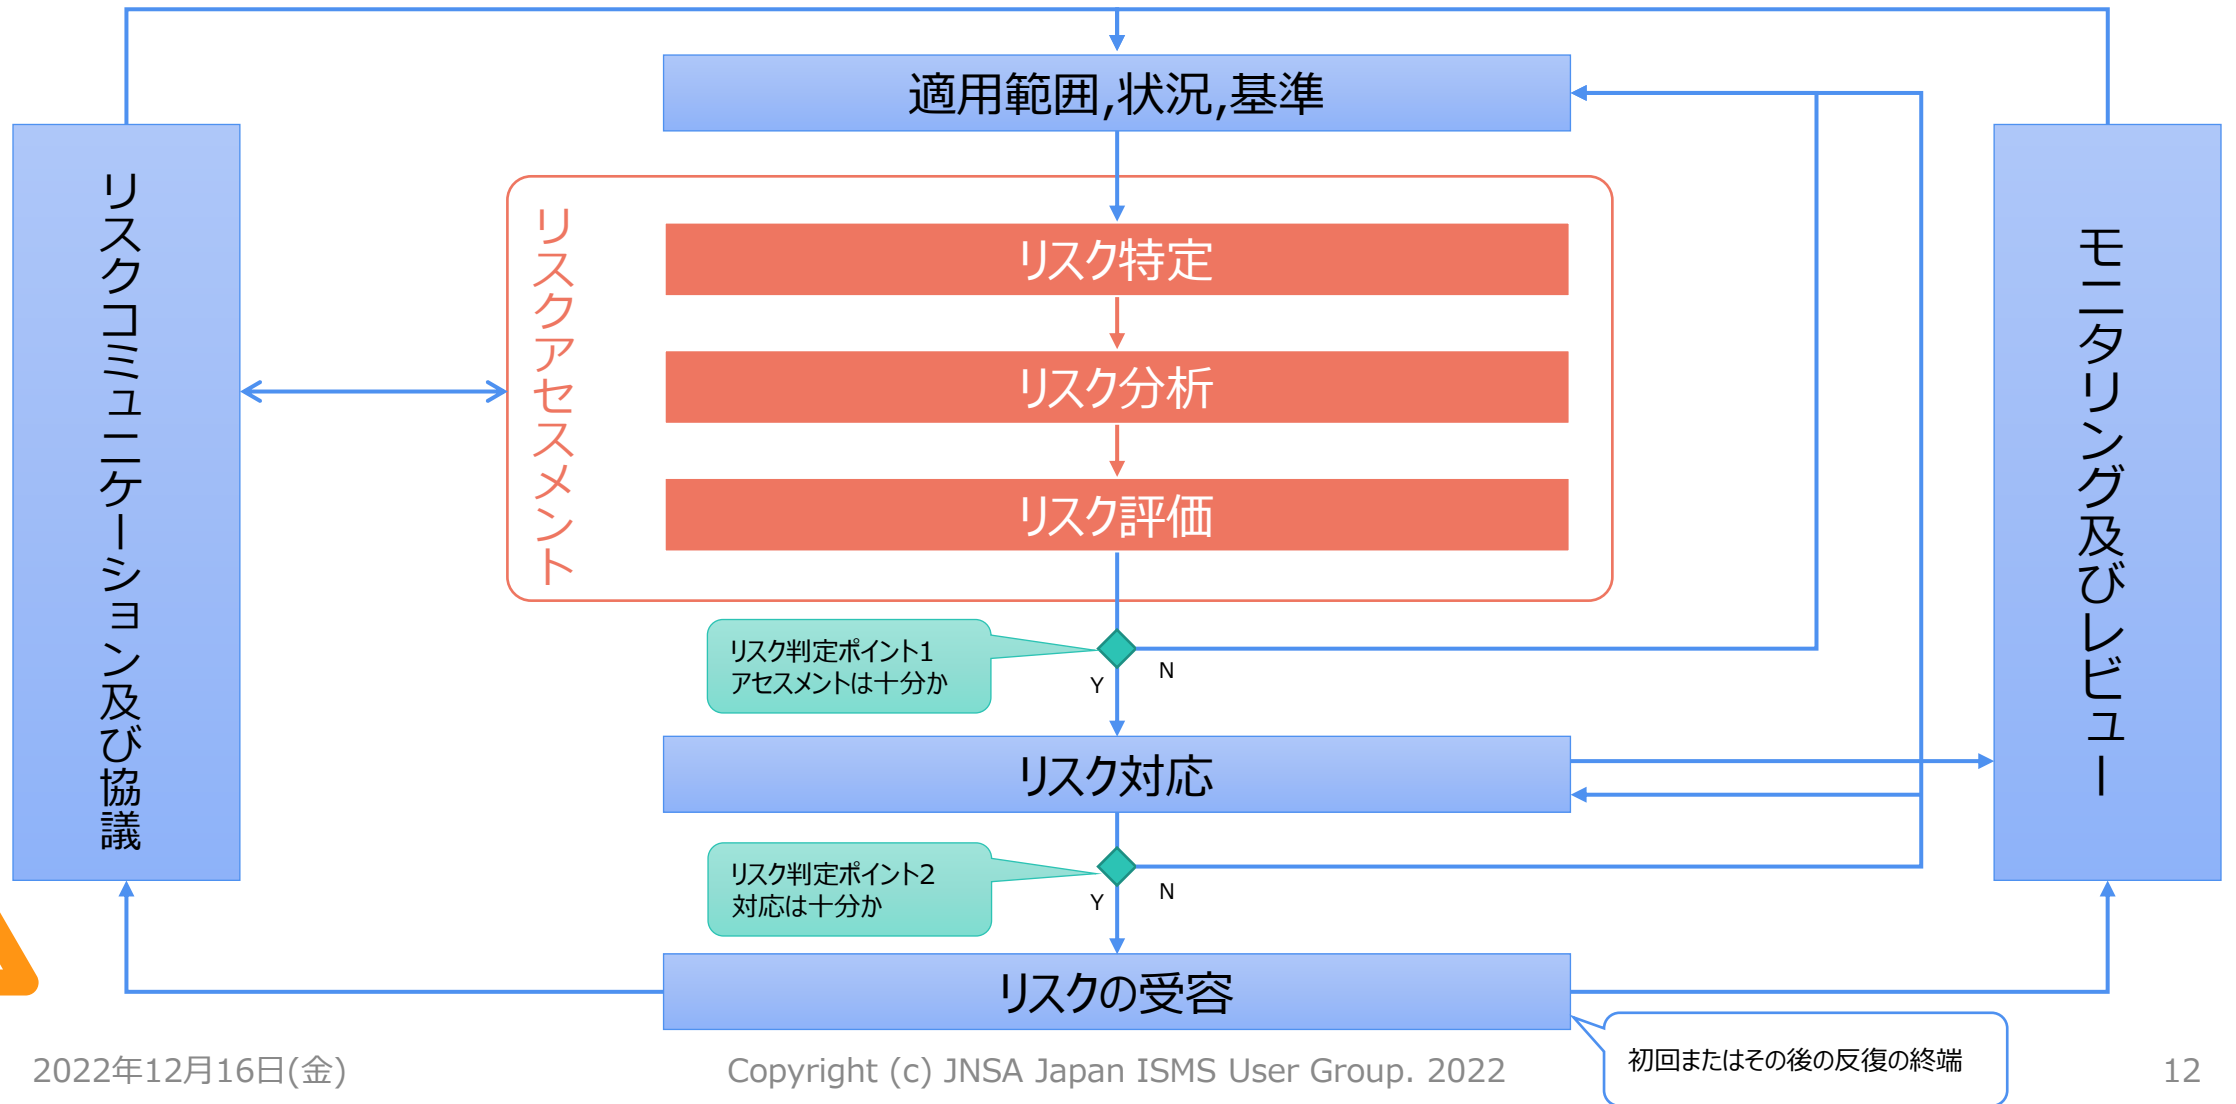 適用範囲,状況,基準
リスクコミュニケーション及び協議
リスクアセスメント
リスク特定
リスク分析
リスク評価
モニタリング及びレビュー
リスク判定ポイント1
アセスメントは十分か
N
Y
リスク対応
リスク判定ポイント2
対応は十分か
N
Y
リスクの受容
初回またはその後の反復の終端
2022年12月16日(金)
Copyright (c) JNSA Japan ISMS User Group. 2022
12